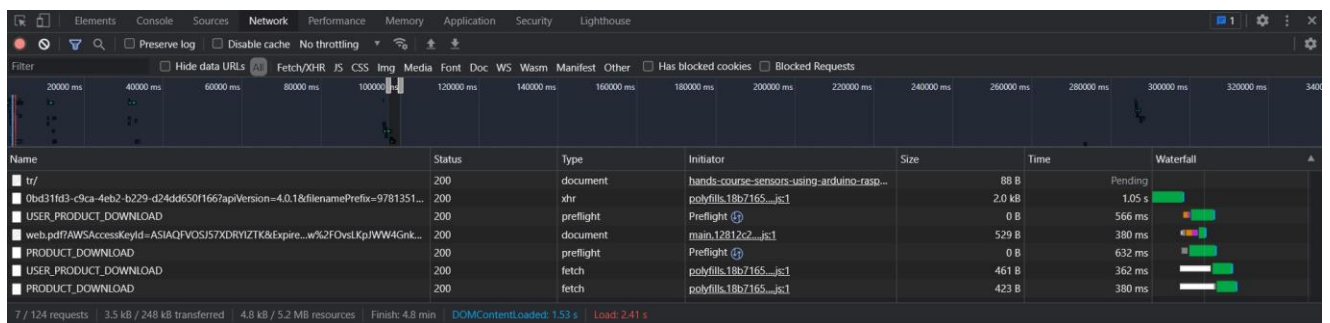 Elements Console Sources Network Performance Memory Application Security Lighthouse 1
Preserve log Disable cache No throttling
Filter Hide data URLs All Fetch/XHR JS CSS Img Media Font Doc WS Wasm Manifest Other Has blocked cookies Blocked Requests
20000 ms 40000 ms 60000 ms 80000 ms 100000 ms 120000 ms 140000 ms 160000 ms 180000 ms 200000 ms 220000 ms 240000 ms 260000 ms 280000 ms 300000 ms 320000 ms 340
Name Status Type Initiator Size Time Waterfall
tr/ 200 document hands-course-sensors-using-arduino-rasp... 88 B Pending
0bd31fd3-c9ca-4eb2-b229-d24dd650f166?apiVersion=4.0.1&filenamePrefix=9781351... 200 xhr polyfills.18b7165....js:1 2.0 kB 1.05 s
USER_PRODUCT_DOWNLOAD 200 preflight Preflight 0 B 566 ms
web.pdf?AWSAccessKeyId=ASIAQFVOSJ57XDRYIZTK&Expire...w%2FOvsLKpJWW4Gnk... 200 document main.12812c2....js:1 529 B 380 ms
PRODUCT_DOWNLOAD 200 preflight Preflight 0 B 632 ms
USER_PRODUCT_DOWNLOAD 200 fetch polyfills.18b7165....js:1 461 B 362 ms
PRODUCT_DOWNLOAD 200 fetch polyfills.18b7165....js:1 423 B 380 ms
7 / 124 requests 3.5 kB / 248 kB transferred 4.8 kB / 5.2 MB resources Finish: 4.8 min DOMContentLoaded: 1.53 s Load: 2.41 s